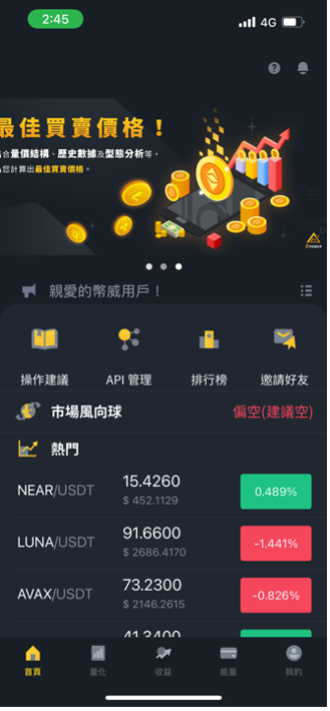 2:45
4G
最佳買賣價格！
合量價結構、歷史數據及型態分析等，
您計算出最佳買賣價格。
親愛的幣威用戶！
操作建議 API 管理 排行榜 邀請好友
市場風向球 偏空(建議空)
熱門
NEAR/USDT 15.4260 0.489%
$ 452.1129
LUNA/USDT 91.6600 -1.441%
$ 2686.4170
AVAX/USDT 73.2300 -0.826%
$ 2146.2615
41.3400
首頁 量化 收益 能量 我的